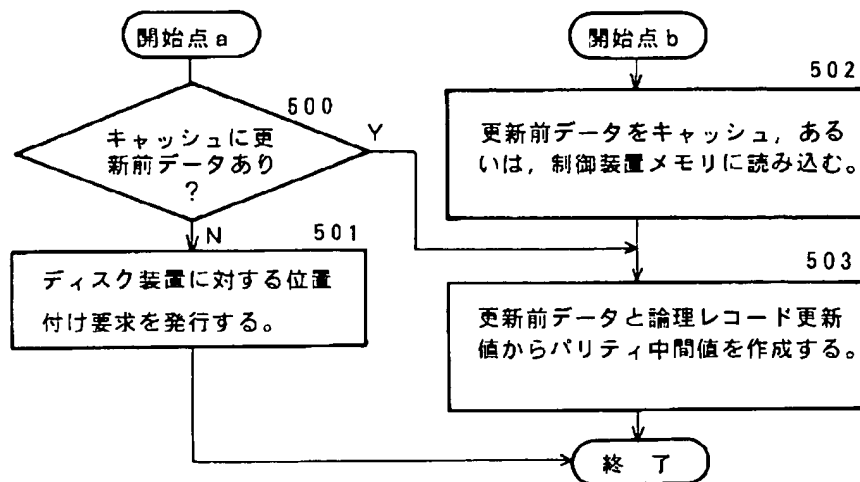 開始点a
500
キャッシュに更
新前データあり
?
Y
N
501
ディスク装置に対する位置
付け要求を発行する。
開始点b
502
更新前データをキャッシュ,ある
いは,制御装置メモリに読み込む。
503
更新前データと論理レコード更新
値からパリティ中間値を作成する。
終 了